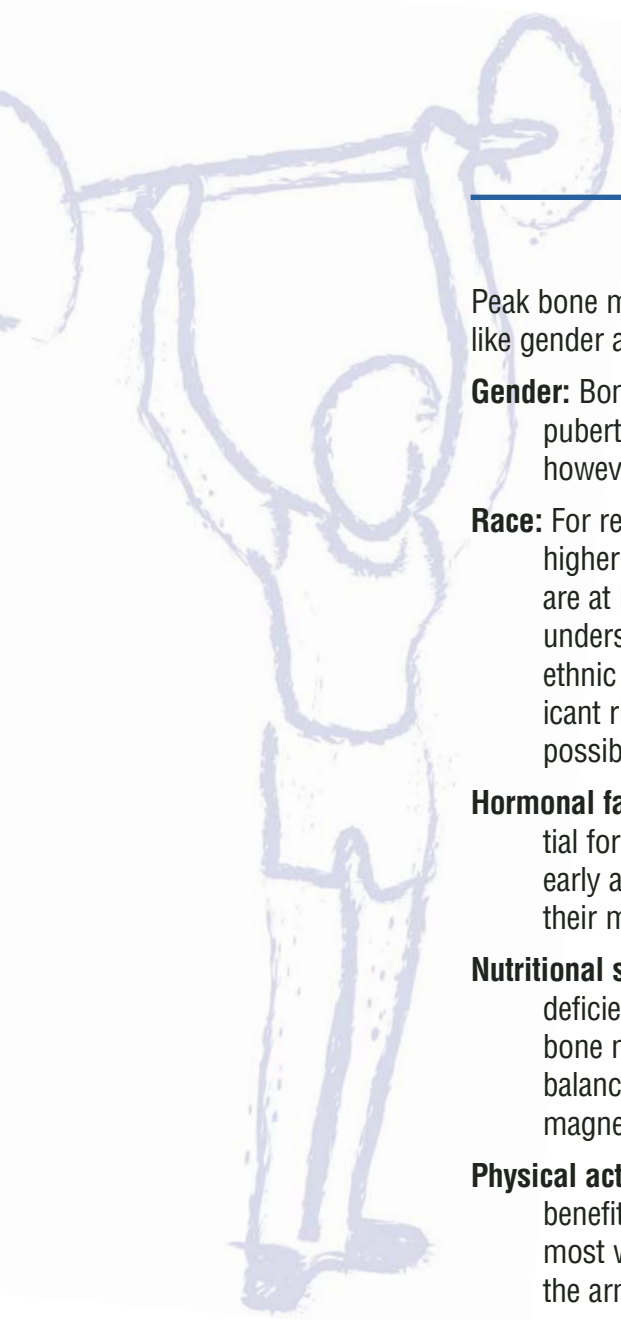 Peak bone m
like gender a
Gender: Bon
pubert
howev
Race: For re
higher
are at
unders
ethnic
icant r
possib
Hormonal fa
tial for
early a
their m
Nutritional s
deficie
bone n
balanc
magne
Physical act
benefit
most v
the arn